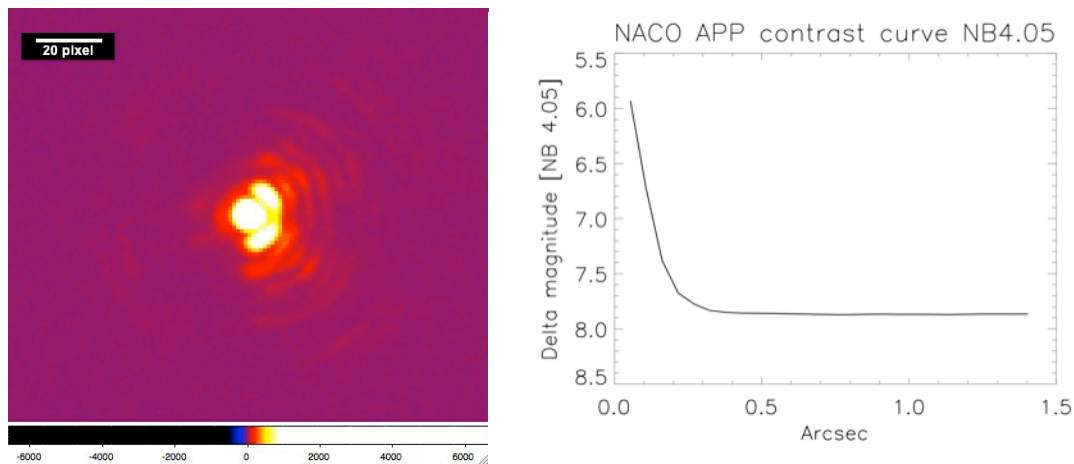 20 pixel
-6000 -4000 -2000 0 2000 4000 6000
NACO APP contrast curve NB4.05
Delta magnitude [NB 4.05]
5.5
6.0
6.5
7.0
7.5
8.0
8.5
0.0 0.5 1.0 1.5
Arcsec